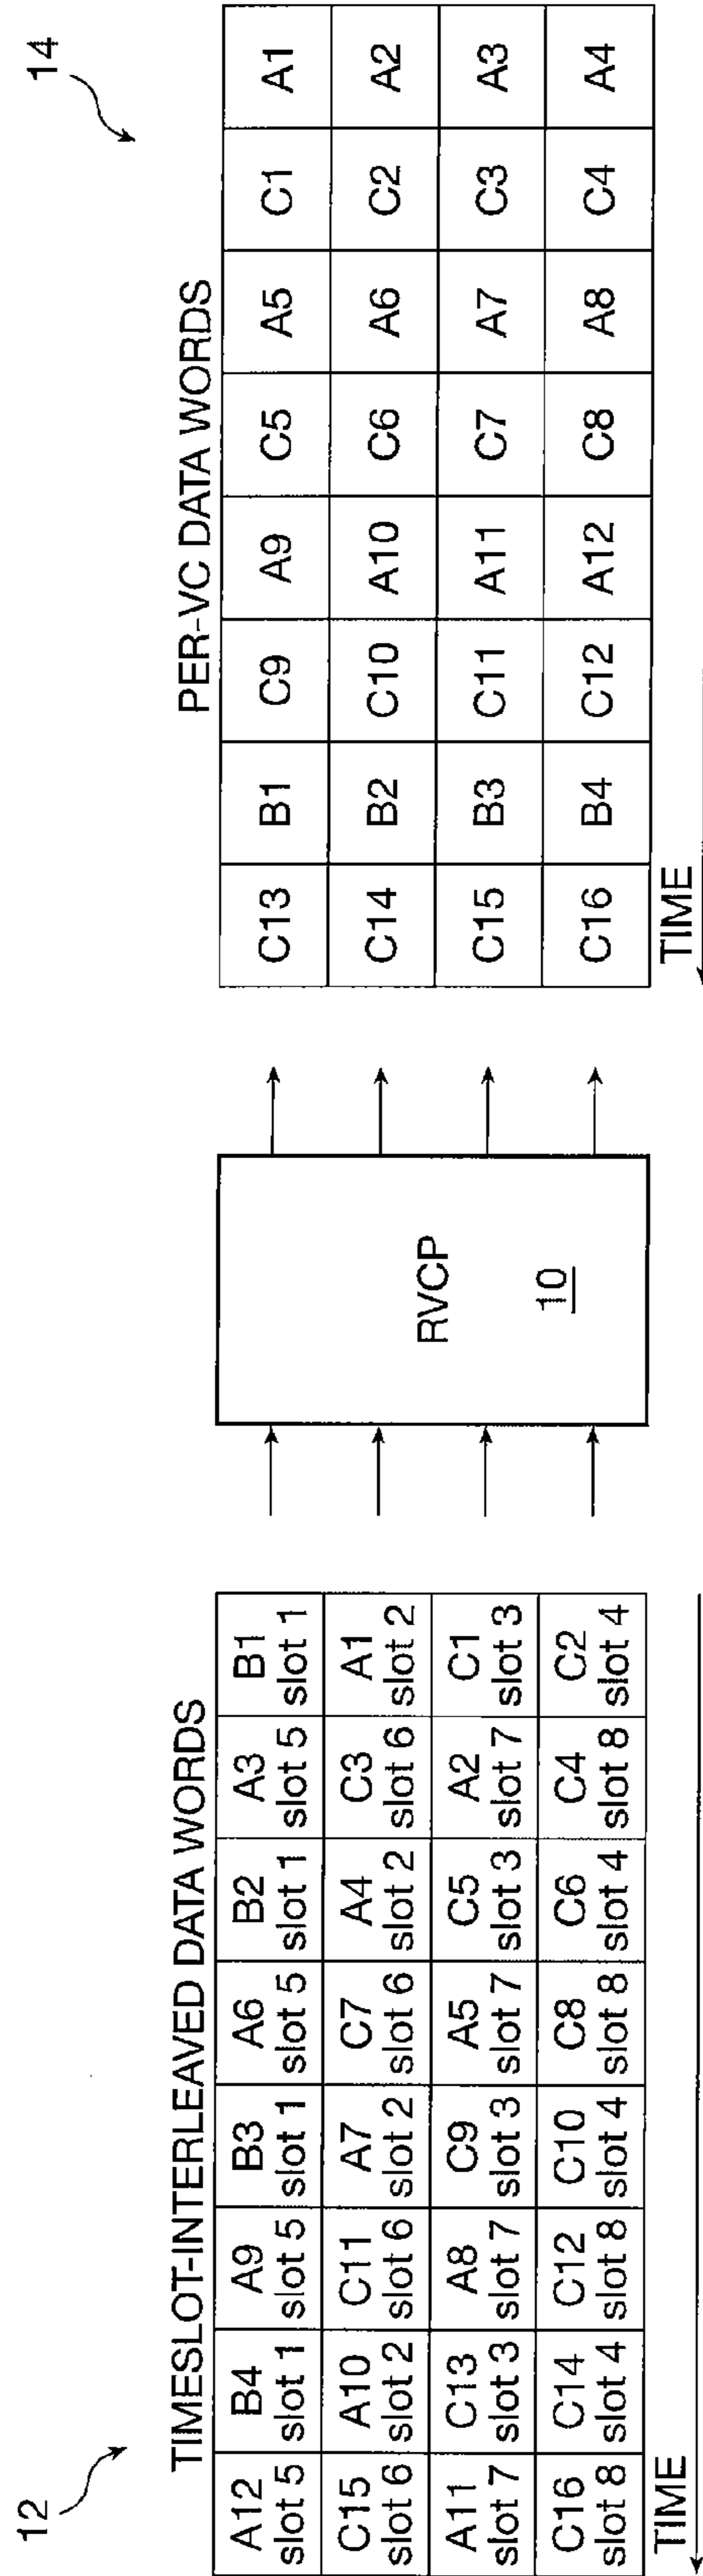 12
TIMESLOT-INTERLEAVED DATA WORDS
A12 B4 A9 B3 A6 B2 A3 B1
slot 5 slot 1 slot 5 slot 1 slot 5 slot 1 slot 5 slot 1
C15 A10 C11 A7 C7 A4 C3 A1
slot 6 slot 2 slot 6 slot 2 slot 6 slot 2 slot 6 slot 2
A11 C13 A8 C9 A5 C5 A2 C1
slot 7 slot 3 slot 7 slot 3 slot 7 slot 3 slot 7 slot 3
C16 C14 C12 C10 C8 C6 C4 C2
slot 8 slot 4 slot 8 slot 4 slot 8 slot 4 slot 8 slot 4
TIME
RVCP
10
14
PER-VC DATA WORDS
C13 B1 C9 A9 C5 A5 C1 A1
C14 B2 C10 A10 C6 A6 C2 A2
C15 B3 C11 A11 C7 A7 C3 A3
C16 B4 C12 A12 C8 A8 C4 A4
TIME